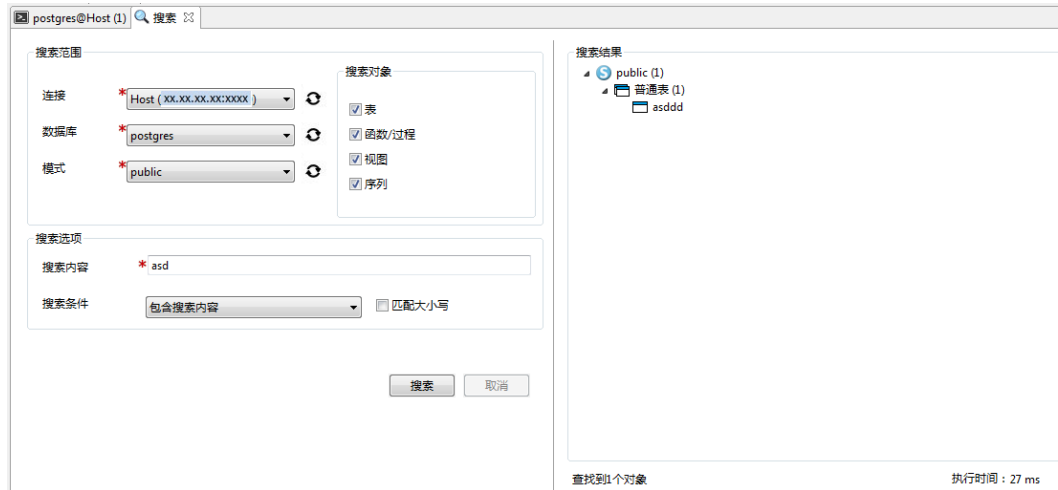 postgres@Host (1) 搜索
搜索范围
连接 * Host ( xx.xx.xx.xx:xxxx )
数据库 * postgres
模式 * public
搜索对象
表
函数/过程
视图
序列
搜索选项
搜索内容 * asd
搜索条件 包含搜索内容 匹配大小写
搜索 取消
搜索结果
public (1)
普通表 (1)
asddd
查找到1个对象 执行时间：27 ms